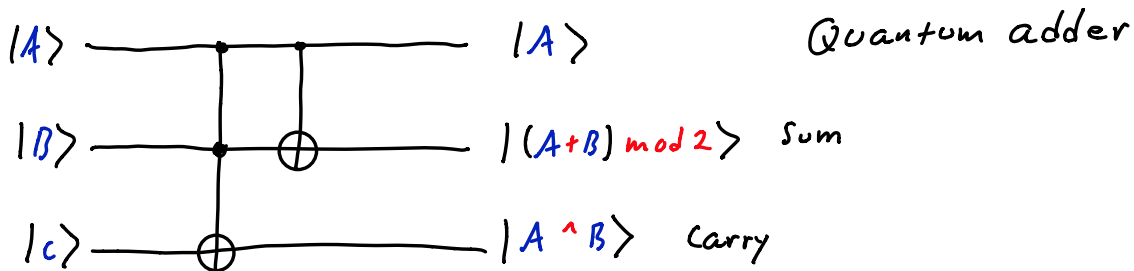 |A⟩ |A⟩ Quantum adder
|B⟩ |(A+B) mod 2⟩ Sum
|c⟩ |A ^ B⟩ Carry